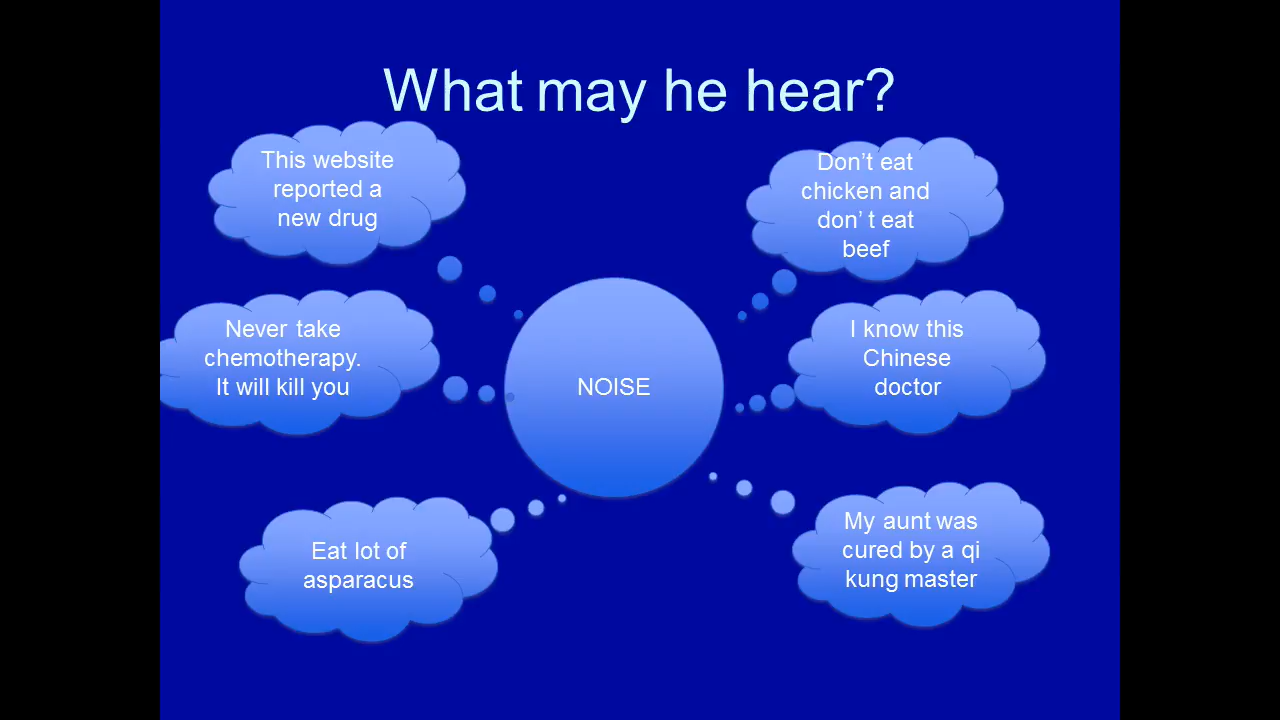 What may he hear?
This website
reported a
new drug
Don’t eat
chicken and
don’ t eat
beef
Never take
chemotherapy.
It will kill you
NOISE
I know this
Chinese
doctor
Eat lot of
asparacus
My aunt was
cured by a qi
kung master